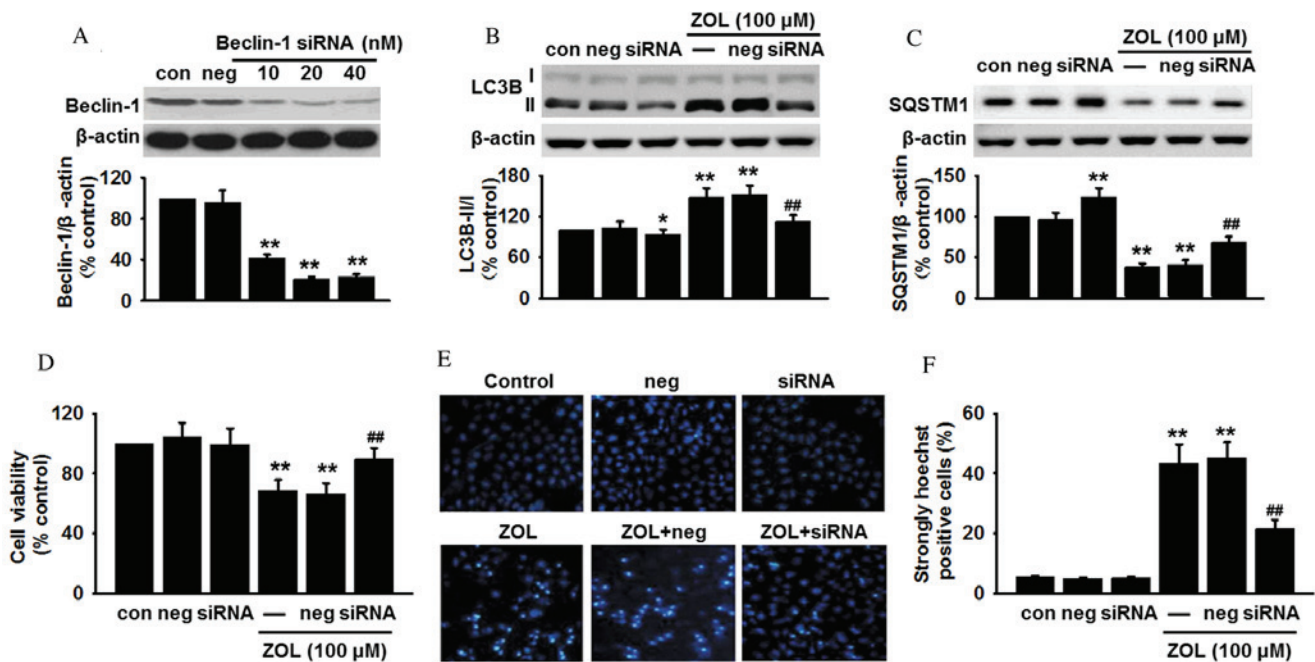 A
Beclin-1 siRNA (nM)
con neg 10 20 40
Beclin-1
β-actin
Beclin-1/β -actin
(% control)
120
80
40
0
** ** **
B
ZOL (100 μM)
con neg siRNA — neg siRNA
LC3B I
II
β-actin
LC3B-II/I
(% control)
180
120
60
0
* ** ** ##
C
ZOL (100 μM)
con neg siRNA — neg siRNA
SQSTM1
β-actin
SQSTM1/β -actin
(% control)
150
100
50
0
** ** ** ##
D
Cell viability
(% control)
120
80
40
0
** ** ##
con neg siRNA — neg siRNA
ZOL (100 μM)
E
Control neg siRNA
ZOL ZOL+neg ZOL+siRNA
F
Strongly hoechst
positive cells (%)
60
40
20
0
** ** ##
con neg siRNA — neg siRNA
ZOL (100 μM)